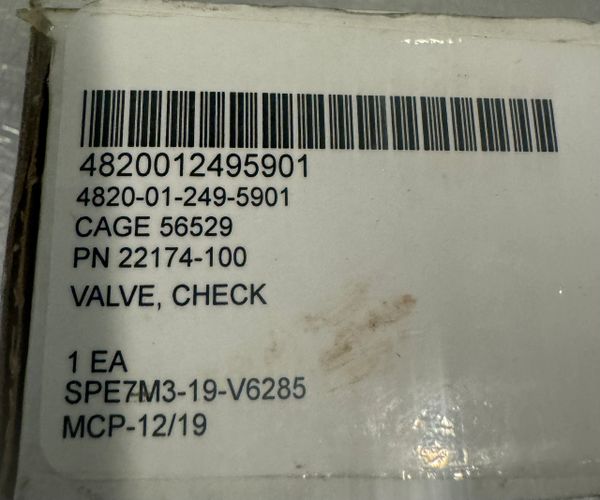 4820012495901
4820-01-249-5901
CAGE 56529
PN 22174-100
VALVE, CHECK
1 EA
SPE7M3-19-V6285
MCP-12/19